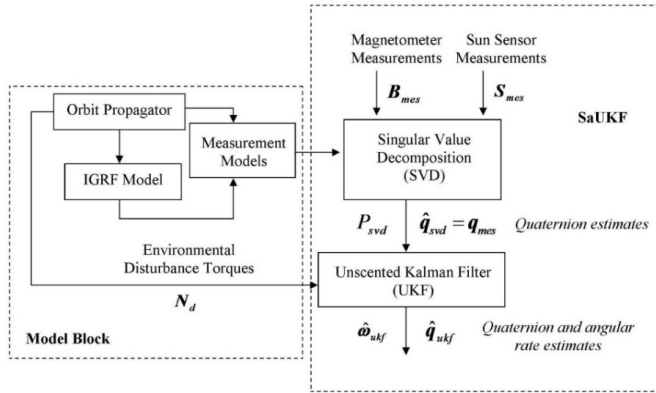 Magnetometer
Measurements
Sun Sensor
Measurements
B_mes
S_mes
SaUKF
Orbit Propagator
Measurement
Models
IGRF Model
Singular Value
Decomposition
(SVD)
P_svd
q̂_svd = q_mes
Quaternion estimates
Environmental
Disturbance Torques
N_d
Unscented Kalman Filter
(UKF)
Model Block
ω̂_ukf
q̂_ukf
Quaternion and angular
rate estimates